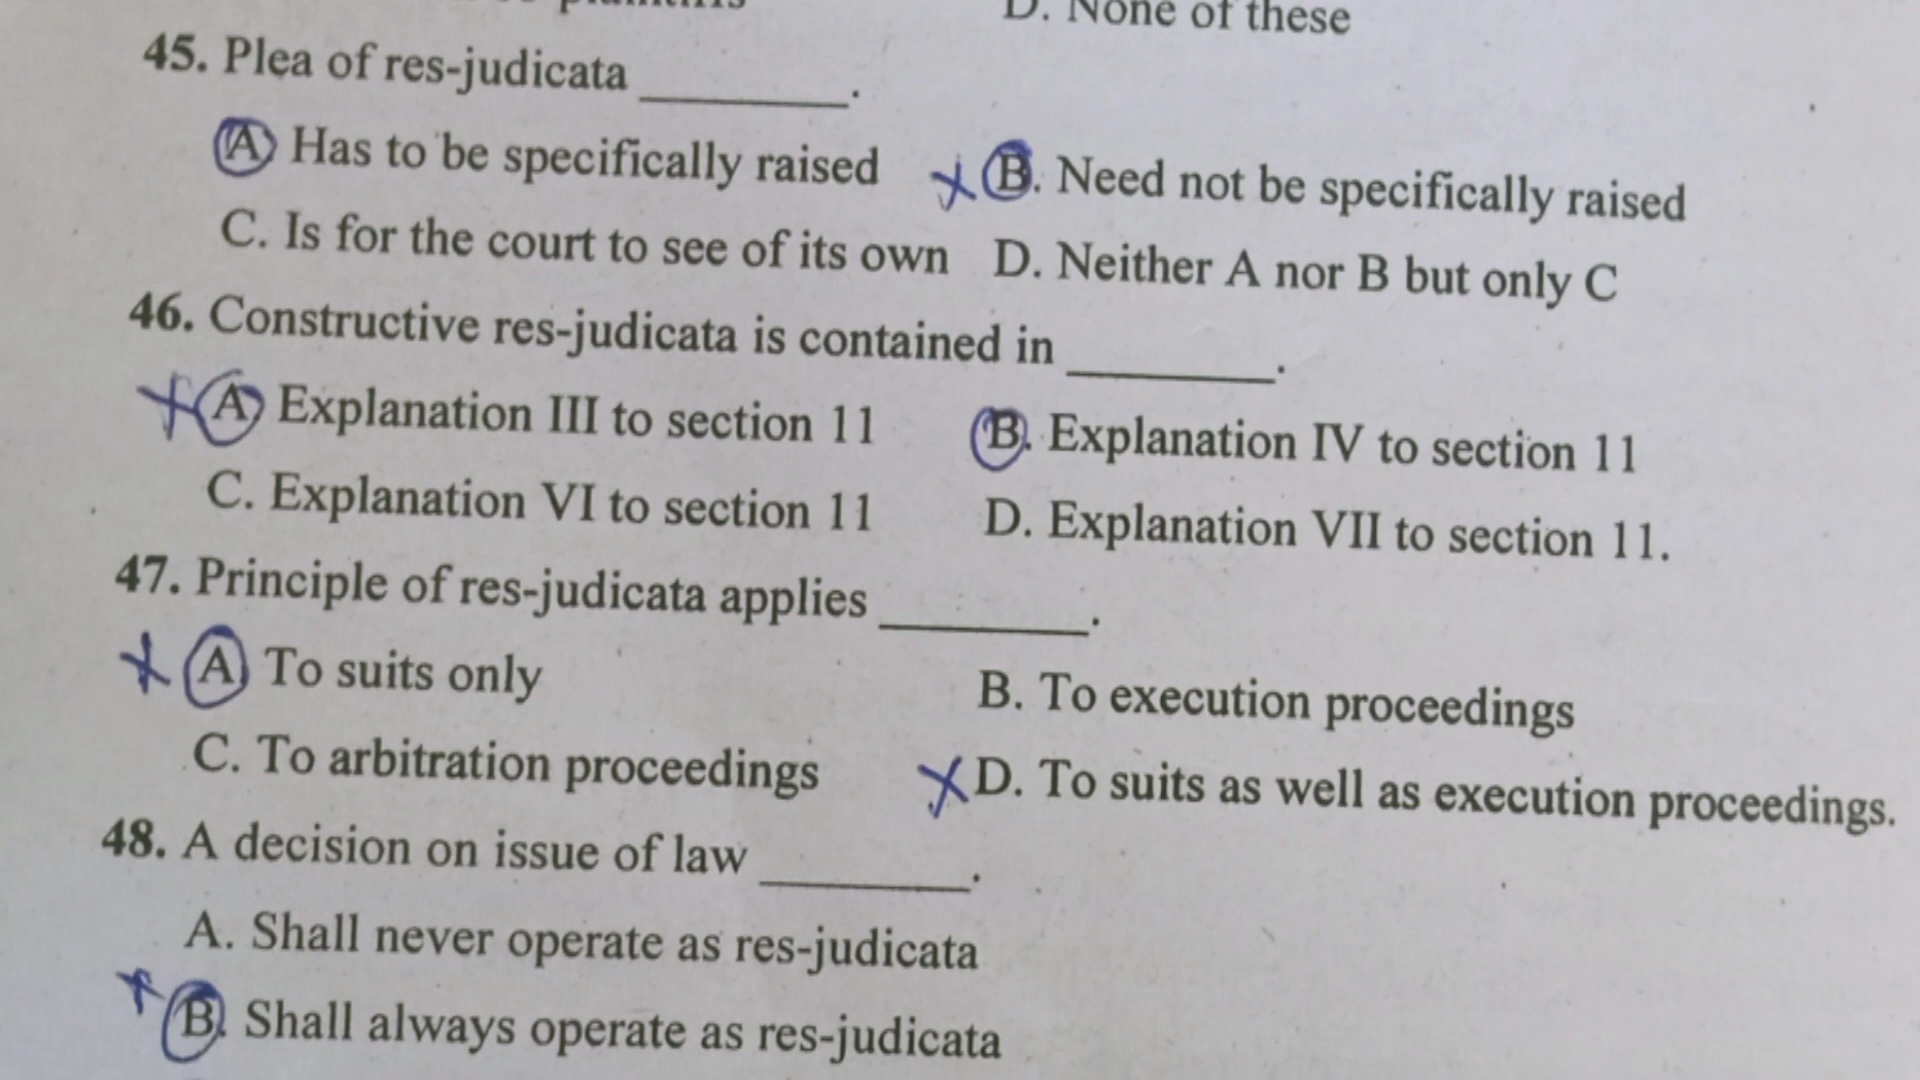 D. None of these
45. Plea of res-judicata ________.
A Has to be specifically raised B. Need not be specifically raised
C. Is for the court to see of its own D. Neither A nor B but only C
46. Constructive res-judicata is contained in ________.
A Explanation III to section 11 B. Explanation IV to section 11
C. Explanation VI to section 11 D. Explanation VII to section 11.
47. Principle of res-judicata applies ________.
A To suits only B. To execution proceedings
C. To arbitration proceedings D. To suits as well as execution proceedings.
48. A decision on issue of law ________.
A. Shall never operate as res-judicata
B. Shall always operate as res-judicata